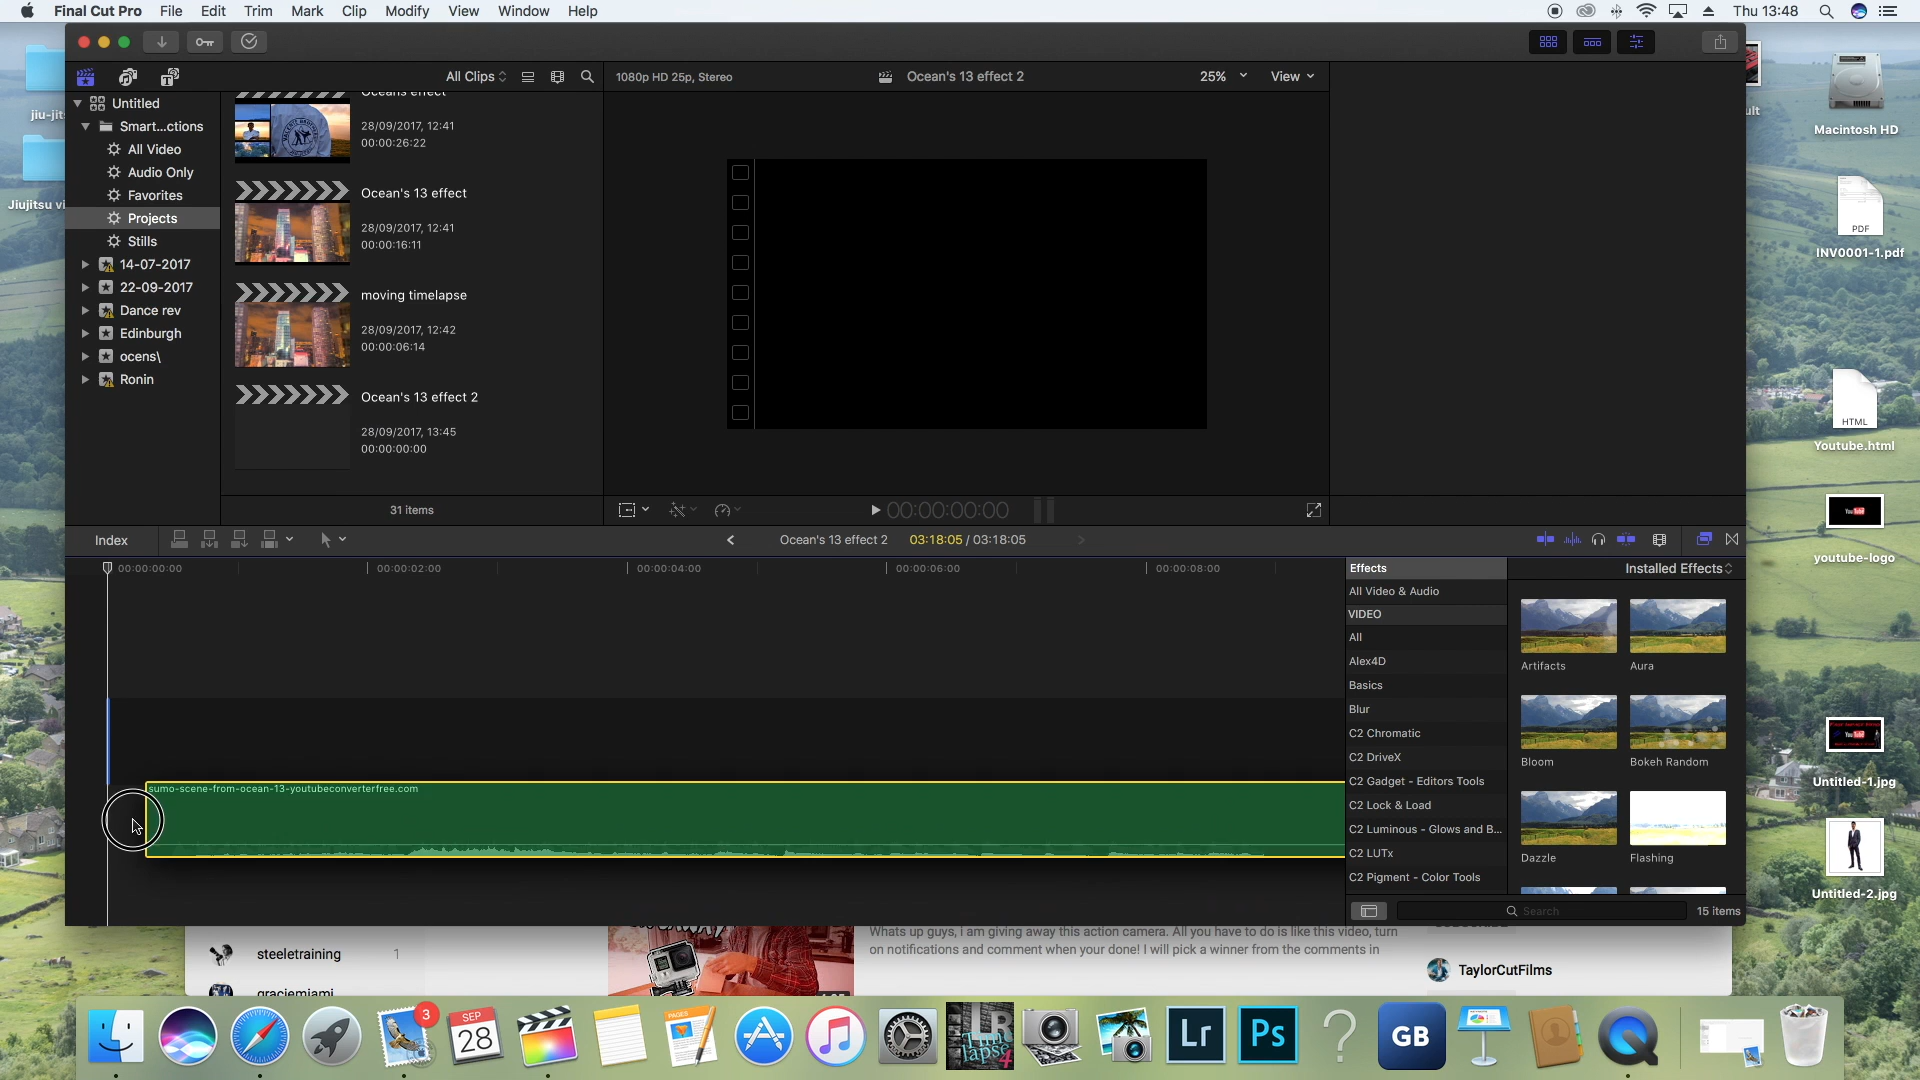 Final Cut Pro File Edit Trim Mark Clip Modify View Window Help Thu 13:48
All Clips 1080p HD 25p, Stereo Ocean's 13 effect 2 25% View
Untitled
Smart...ctions
All Video
Audio Only
Favorites
Projects
Stills
14-07-2017
22-09-2017
Dance rev
Edinburgh
ocens\
Ronin
28/09/2017, 12:41
00:00:26:22
Ocean's 13 effect
28/09/2017, 12:41
00:00:16:11
moving timelapse
28/09/2017, 12:42
00:00:06:14
Ocean's 13 effect 2
28/09/2017, 13:45
00:00:00:00
31 items
00:00:00:00
Index Ocean's 13 effect 2 03:18:05 / 03:18:05
00:00:00:00 00:00:02:00 00:00:04:00 00:00:06:00 00:00:08:00
sumo-scene-from-ocean-13-youtubeconverterfree.com
Effects
Installed Effects
All Video & Audio
VIDEO
All
Alex4D
Basics
Blur
C2 Chromatic
C2 DriveX
C2 Gadget - Editors Tools
C2 Lock & Load
C2 Luminous - Glows and B...
C2 LUTx
C2 Pigment - Color Tools
Artifacts
Aura
Bloom
Bokeh Random
Dazzle
Flashing
Search
15 items
jiu-jit
Jiujitsu vi
ult
Macintosh HD
PDF
INV0001-1.pdf
HTML
Youtube.html
youtube-logo
Untitled-1.jpg
Untitled-2.jpg
steeletraining 1
graciemiami
Whats up guys, i am giving away this action camera. All you have to do is like this video, turn
on notifications and comment when your done! I will pick a winner from the comments in
TaylorCutFilms
3
SEP
28
PAGES
LR
Timelapse
4
Lr
Ps
GB